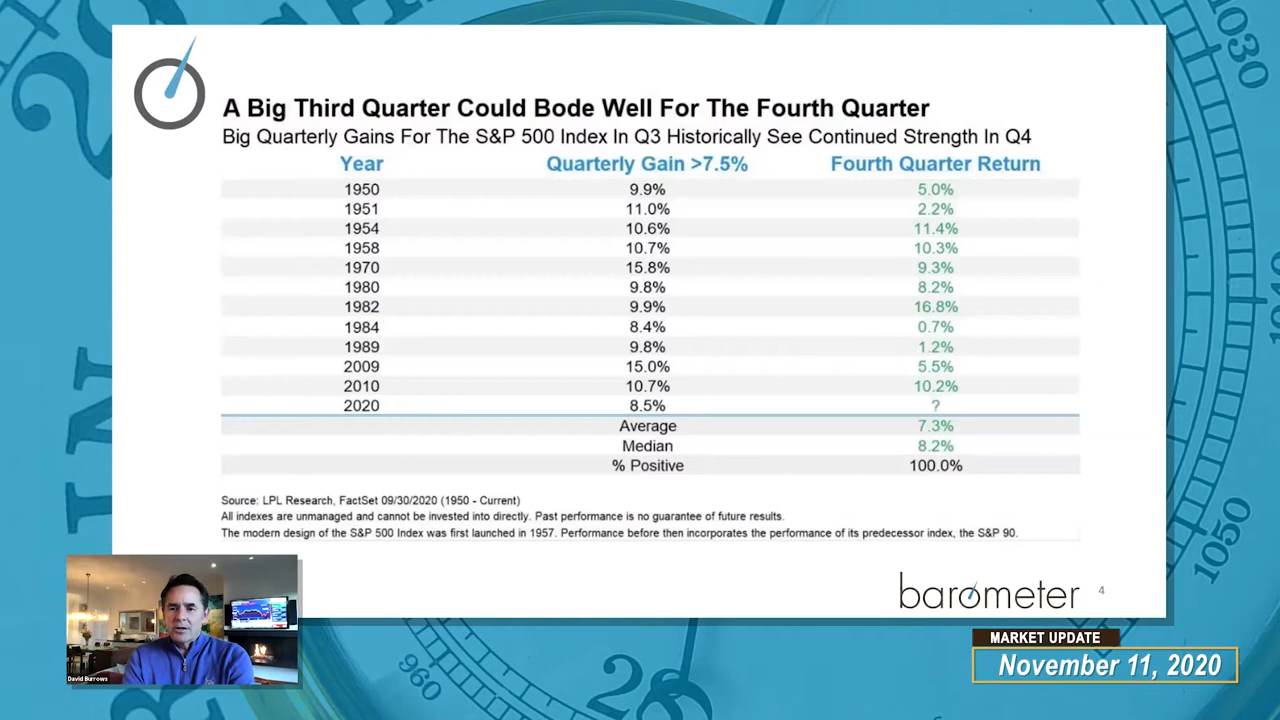 A Big Third Quarter Could Bode Well For The Fourth Quarter
Big Quarterly Gains For The S&P 500 Index In Q3 Historically See Continued Strength In Q4
Year Quarterly Gain >7.5% Fourth Quarter Return
1950 9.9% 5.0%
1951 11.0% 2.2%
1954 10.6% 11.4%
1958 10.7% 10.3%
1970 15.8% 9.3%
1980 9.8% 8.2%
1982 9.9% 16.8%
1984 8.4% 0.7%
1989 9.8% 1.2%
2009 15.0% 5.5%
2010 10.7% 10.2%
2020 8.5% ?
Average 7.3%
Median 8.2%
% Positive 100.0%
Source: LPL Research, FactSet 09/30/2020 (1950 - Current)
All indexes are unmanaged and cannot be invested into directly. Past performance is no guarantee of future results.
The modern design of the S&P 500 Index was first launched in 1957. Performance before then incorporates the performance of its predecessor index, the S&P 90.
barometer 4
David Burrows
MARKET UPDATE
November 11, 2020
1030
1040
1050
960
28
29
IN